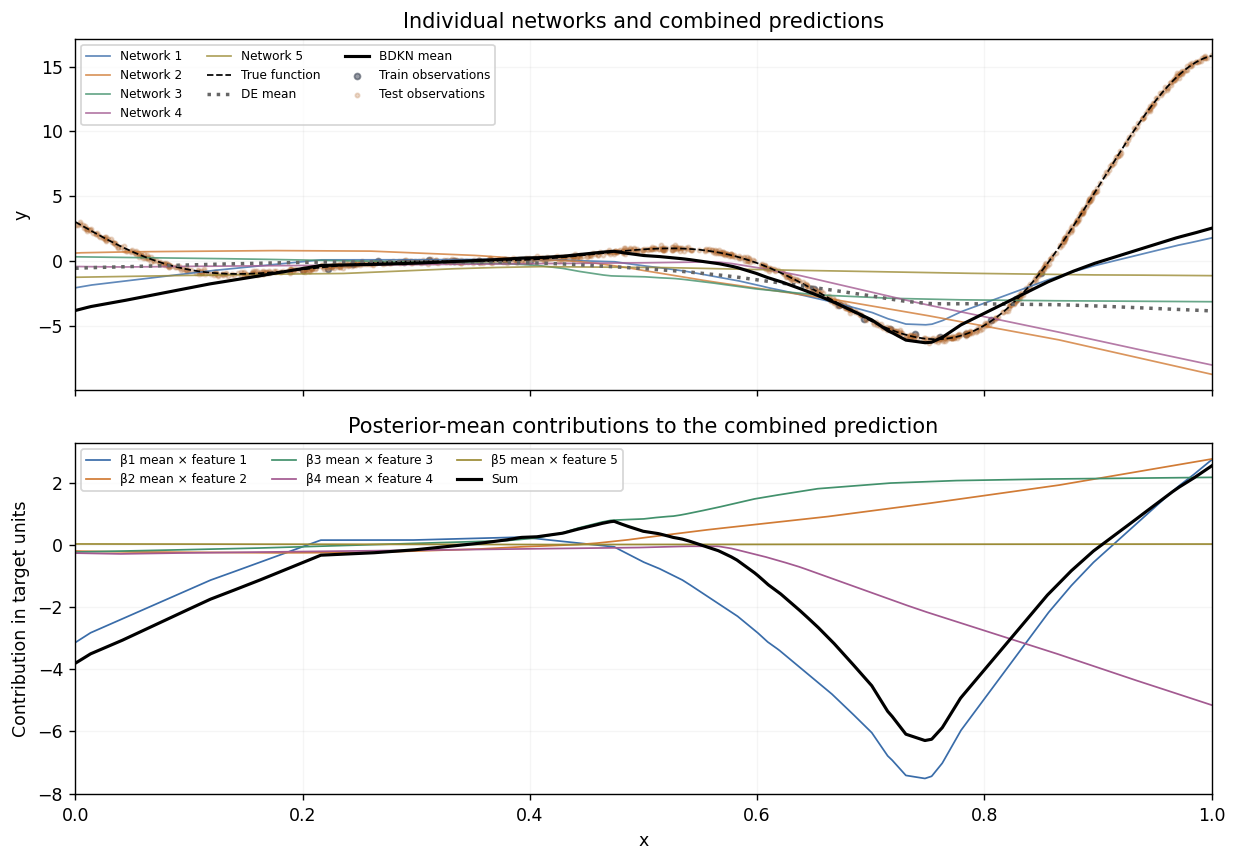 Individual networks and combined predictions
Network 1
Network 2
Network 3
Network 4
Network 5
True function
DE mean
BDKN mean
Train observations
Test observations
y
15
10
5
0
−5
Posterior-mean contributions to the combined prediction
β1 mean × feature 1
β2 mean × feature 2
β3 mean × feature 3
β4 mean × feature 4
β5 mean × feature 5
Sum
Contribution in target units
2
0
−2
−4
−6
−8
0.0 0.2 0.4 0.6 0.8 1.0
x